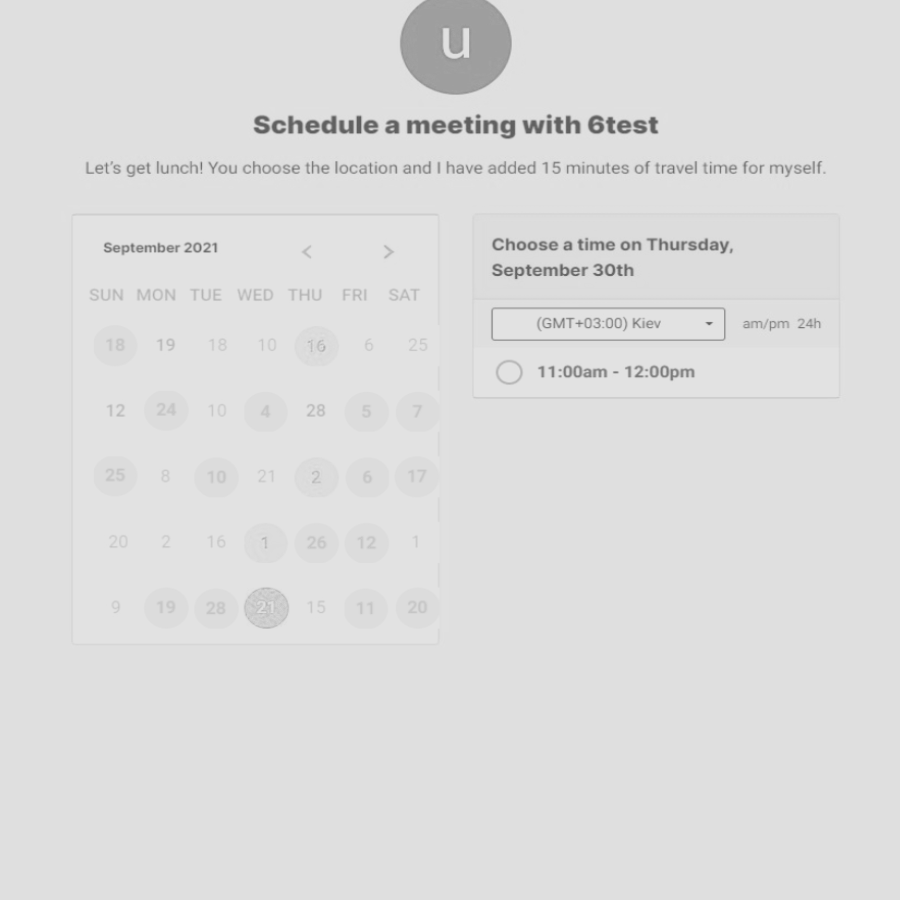 u
Schedule a meeting with 6test
Let's get lunch! You choose the location and I have added 15 minutes of travel time for myself.
September 2021 < >
SUN MON TUE WED THU FRI SAT
18 19 18 10 16 6 25
12 24 10 4 28 5 7
25 8 10 21 2 6 17
20 2 16 1 26 12 1
9 19 28 21 15 11 20
Choose a time on Thursday,
September 30th
(GMT+03:00) Kiev am/pm 24h
11:00am - 12:00pm